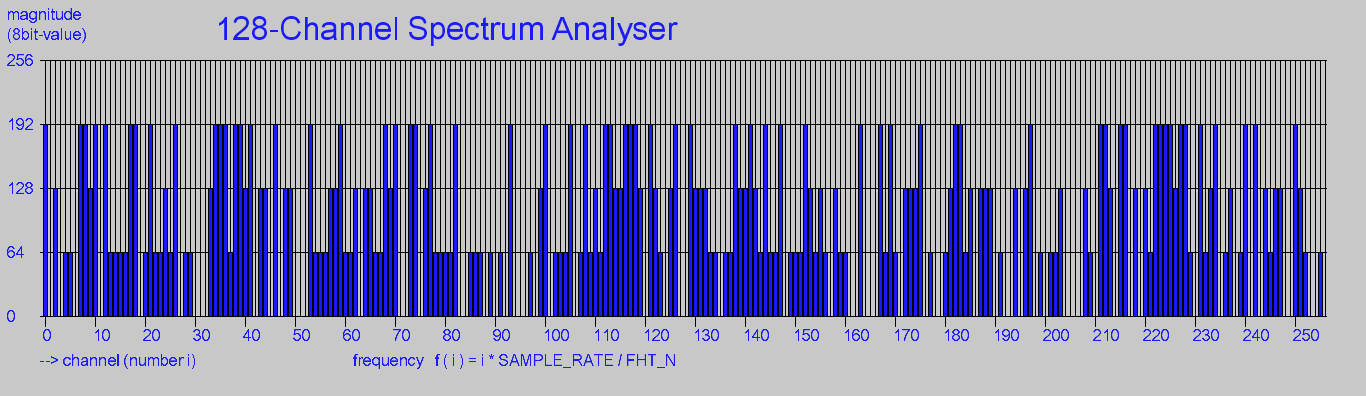 magnitude
(8bit-value)
128-Channel Spectrum Analyser
256
192
128
64
0
0 10 20 30 40 50 60 70 80 90 100 110 120 130 140 150 160 170 180 190 200 210 220 230 240 250
--> channel (number i) frequency f ( i ) = i * SAMPLE_RATE / FHT_N